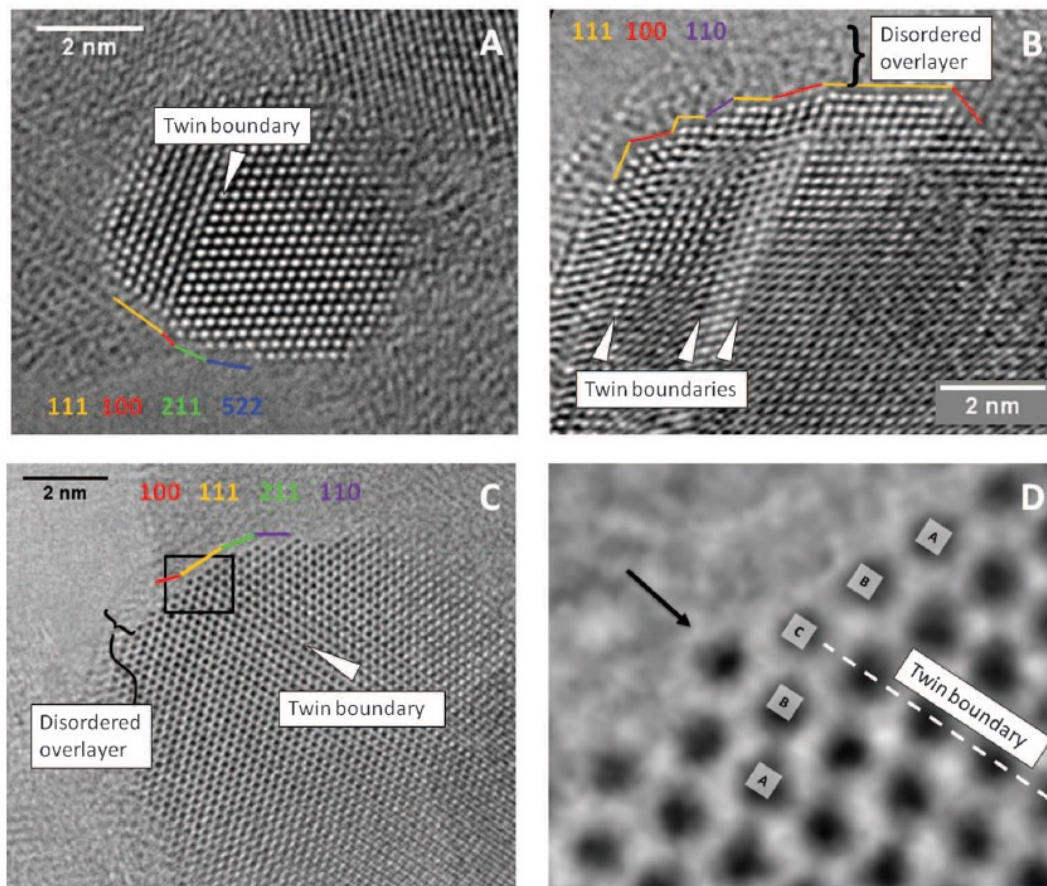 2 nm
A
Twin boundary
111 100 211 522
111 100 110
Disordered
overlayer
B
Twin boundaries
2 nm
2 nm
100 111 211 110
C
Twin boundary
Disordered
overlayer
D
A
B
C
B
A
Twin boundary